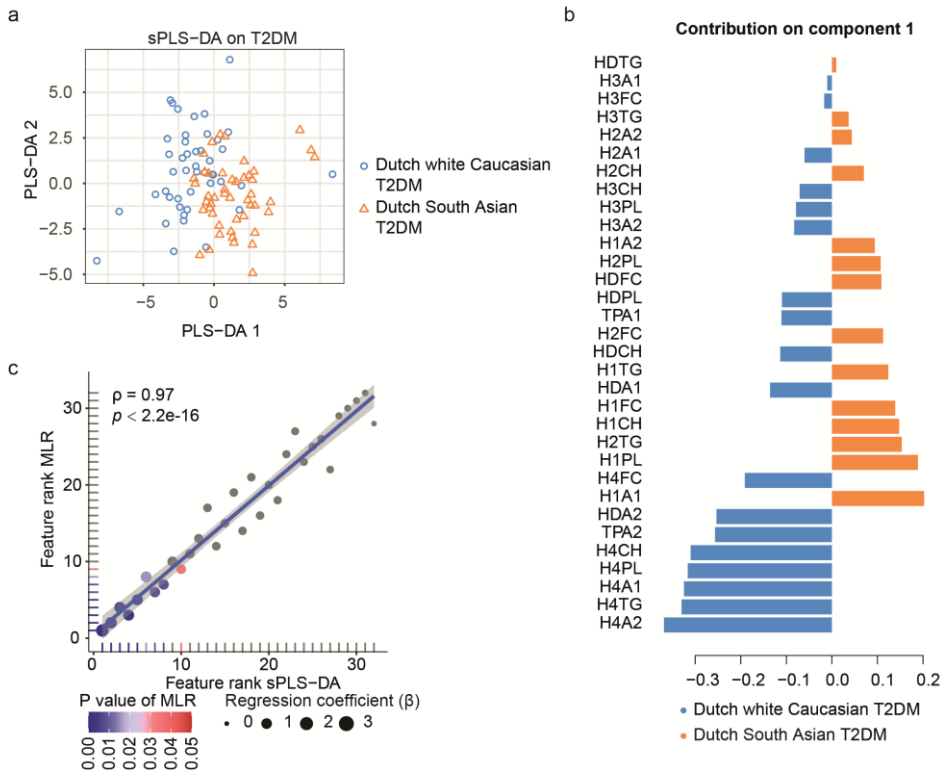 a
sPLS−DA on T2DM
PLS−DA 2
5.0
2.5
0.0
−2.5
−5.0
−5
0
5
PLS−DA 1
Dutch white Caucasian
T2DM
Dutch South Asian
T2DM
b
Contribution on component 1
HDTG
H3A1
H3FC
H3TG
H2A2
H2A1
H2CH
H3CH
H3PL
H3A2
H1A2
H2PL
HDFC
HDPL
TPA1
H2FC
HDCH
H1TG
HDA1
H1FC
H1CH
H2TG
H1PL
H4FC
H1A1
HDA2
TPA2
H4CH
H4PL
H4A1
H4TG
H4A2
−0.3
−0.2
−0.1
0.0
0.1
0.2
Dutch white Caucasian T2DM
Dutch South Asian T2DM
c
ρ = 0.97
p < 2.2e-16
Feature rank MLR
30
20
10
0
0
10
20
30
Feature rank sPLS-DA
P value of MLR
0.00
0.01
0.02
0.03
0.04
0.05
Regression coefficient (β)
0
1
2
3